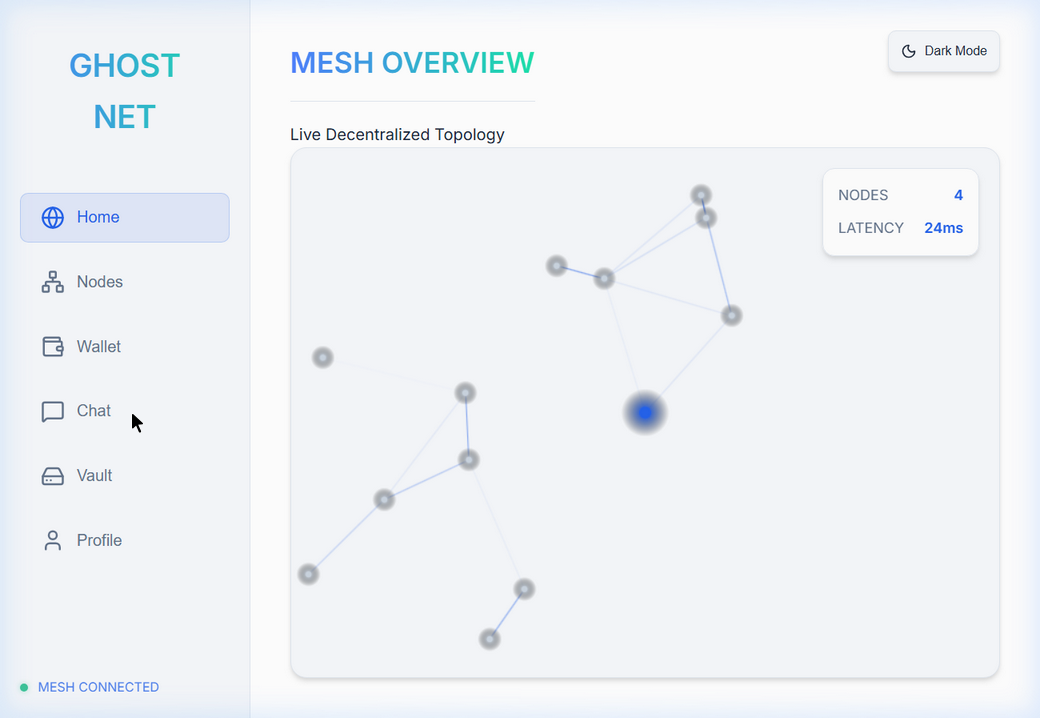 GHOST
NET
Home
Nodes
Wallet
Chat
Vault
Profile
MESH CONNECTED
MESH OVERVIEW
Dark Mode
Live Decentralized Topology
NODES 4
LATENCY 24ms